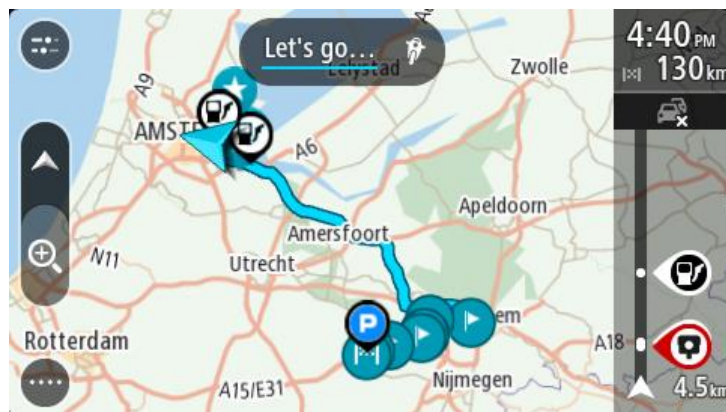 Let's go...
4:40 PM
130 km
Zwolle
A9
AMST
A6
Apeldoorn
Amersfoort
N11
Utrecht
P
em
Rotterdam
A18
A15/E31
Nijmegen
4.5 km